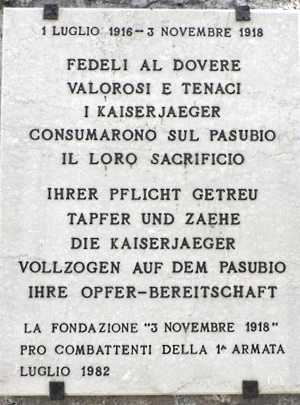 1 LUGLIO 1916–3 NOVEMBRE 1918
FEDELI AL DOVERE
VALOROSI E TENACI
I KAISERJAEGER
CONSUMARONO SUL PASUBIO
IL LORO SACRIFICIO
IHRER PFLICHT GETREU
TAPFER UND ZAEHE
DIE KAISERJAEGER
VOLLZOGEN AUF DEM PASUBIO
IHRE OPFER-BEREITSCHAFT
LA FONDAZIONE "3 NOVEMBRE 1918"
PRO COMBATTENTI DELLA 1ª ARMATA
LUGLIO 1982